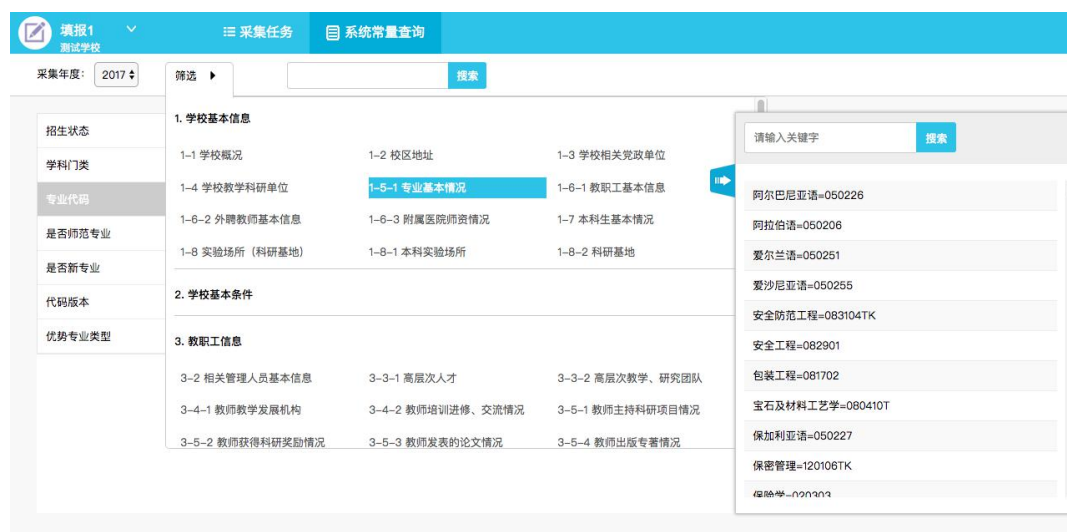 填报1
测试学校
采集任务
系统常量查询
采集年度: 2017
筛选
搜索
招生状态
学科门类
专业代码
是否师范专业
是否新专业
代码版本
优势专业类型
1. 学校基本信息
1-1 学校概况 1-2 校区地址 1-3 学校相关党政单位
1-4 学校教学科研单位 1-5-1 专业基本情况 1-6-1 教职工基本信息
1-6-2 外聘教师基本信息 1-6-3 附属医院师资情况 1-7 本科生基本情况
1-8 实验场所（科研基地） 1-8-1 本科实验场所 1-8-2 科研基地
2. 学校基本条件
3. 教职工信息
3-2 相关管理人员基本信息 3-3-1 高层次人才 3-3-2 高层次教学、研究团队
3-4-1 教师教学发展机构 3-4-2 教师培训进修、交流情况 3-5-1 教师主持科研项目情况
3-5-2 教师获得科研奖励情况 3-5-3 教师发表的论文情况 3-5-4 教师出版专著情况
请输入关键字
搜索
阿尔巴尼亚语=050226
阿拉伯语=050206
爱尔兰语=050251
爱沙尼亚语=050255
安全防范工程=083104TK
安全工程=082901
包装工程=081702
宝石及材料工艺学=080410T
保加利亚语=050227
保密管理=120106TK
保险学=020303